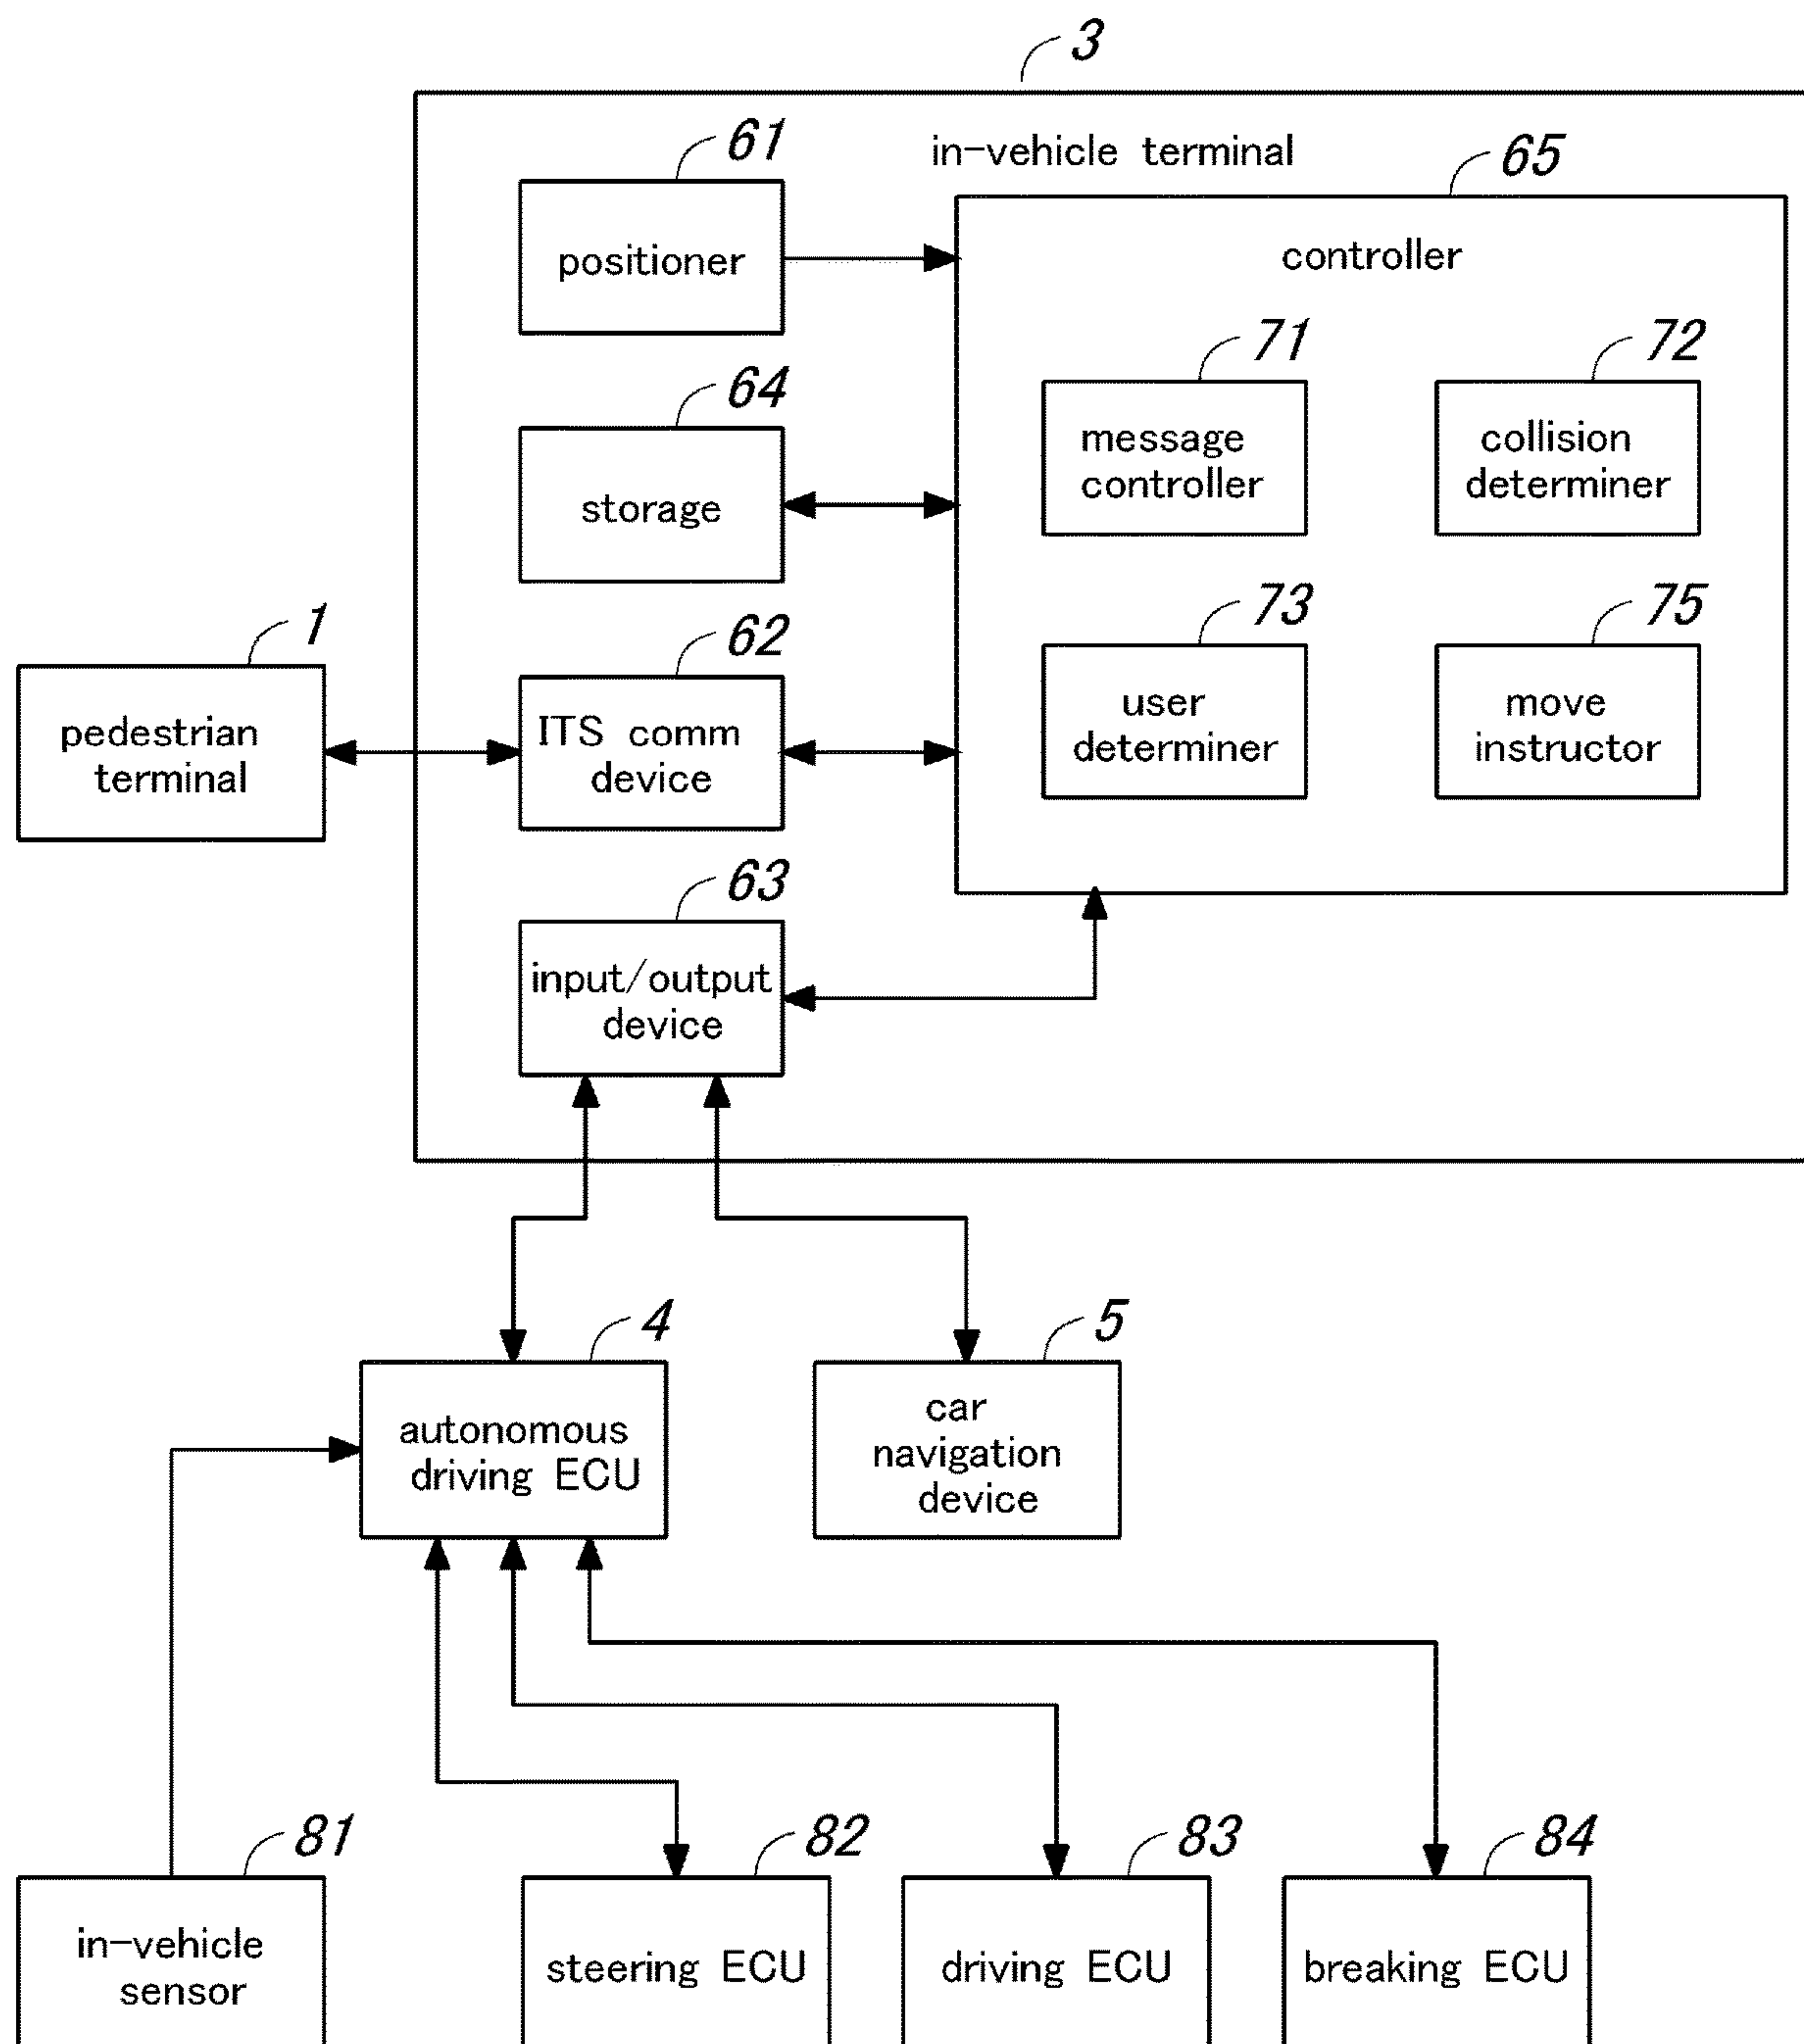 3
in-vehicle terminal
61
positioner
65
controller
64
storage
71
message
controller
72
collision
determiner
1
pedestrian
terminal
62
ITS comm
device
73
user
determiner
75
move
instructor
63
input/output
device
4
autonomous
driving ECU
5
car
navigation
device
81
in-vehicle
sensor
82
steering ECU
83
driving ECU
84
breaking ECU